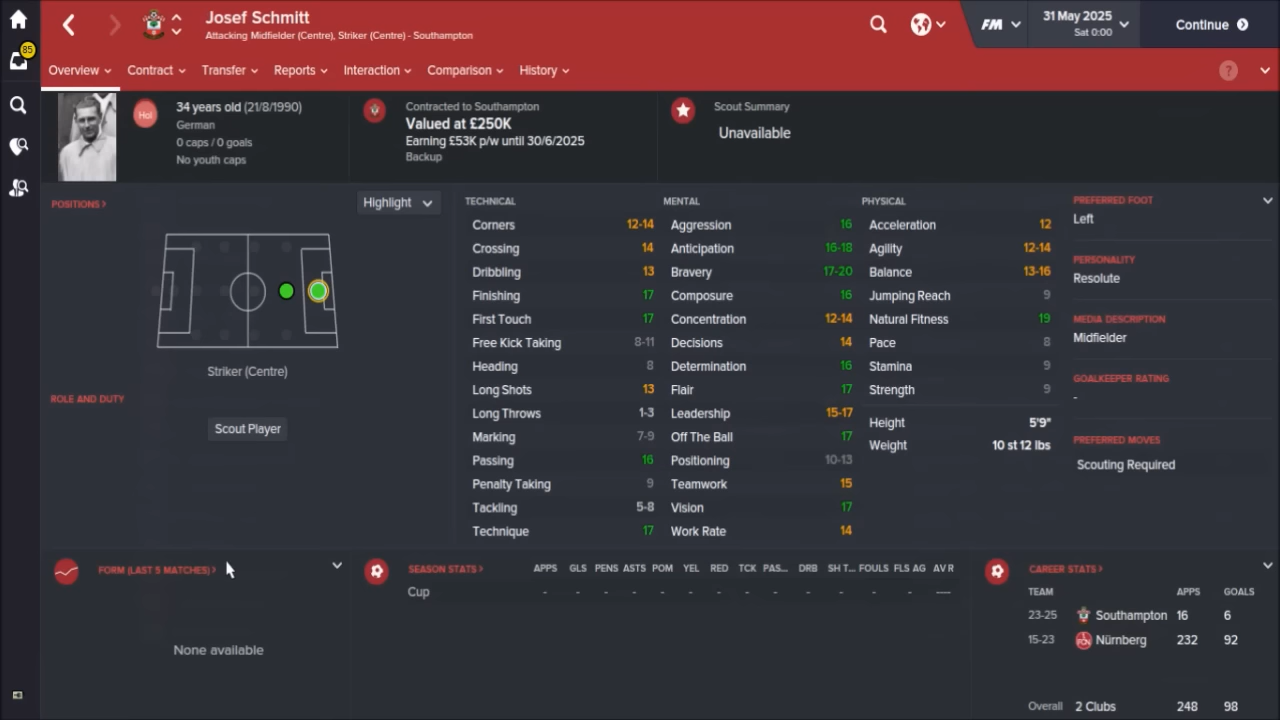 85
Josef Schmitt
Attacking Midfielder (Centre), Striker (Centre) - Southampton
FM
31 May 2025
Sat 0:00
Continue
Overview
Contract
Transfer
Reports
Interaction
Comparison
History
?
Hol
34 years old (21/8/1990)
German
0 caps / 0 goals
No youth caps
Contracted to Southampton
Valued at £250K
Earning £53K p/w until 30/6/2025
Backup
Scout Summary
Unavailable
POSITIONS >
Highlight
Striker (Centre)
ROLE AND DUTY
Scout Player
TECHNICAL
Corners 12-14
Crossing 14
Dribbling 13
Finishing 17
First Touch 17
Free Kick Taking 8-11
Heading 8
Long Shots 13
Long Throws 1-3
Marking 7-9
Passing 16
Penalty Taking 9
Tackling 5-8
Technique 17
MENTAL
Aggression 16
Anticipation 16-18
Bravery 17-20
Composure 16
Concentration 12-14
Decisions 14
Determination 16
Flair 17
Leadership 15-17
Off The Ball 17
Positioning 10-13
Teamwork 15
Vision 17
Work Rate 14
PHYSICAL
Acceleration 12
Agility 12-14
Balance 13-16
Jumping Reach 9
Natural Fitness 19
Pace 8
Stamina 9
Strength 9
Height 5'9"
Weight 10 st 12 lbs
PREFERRED FOOT
Left
PERSONALITY
Resolute
MEDIA DESCRIPTION
Midfielder
GOALKEEPER RATING
-
PREFERRED MOVES
Scouting Required
FORM (LAST 5 MATCHES) >
None available
SEASON STATS > APPS GLS PENS ASTS POM YEL RED TCK PAS... DRB SH T... FOULS FLS AG AV R
Cup - - - - - - - - - - - - - ----
CAREER STATS >
TEAM APPS GOALS
23-25 Southampton 16 6
15-23 Nürnberg 232 92
Overall 2 Clubs 248 98